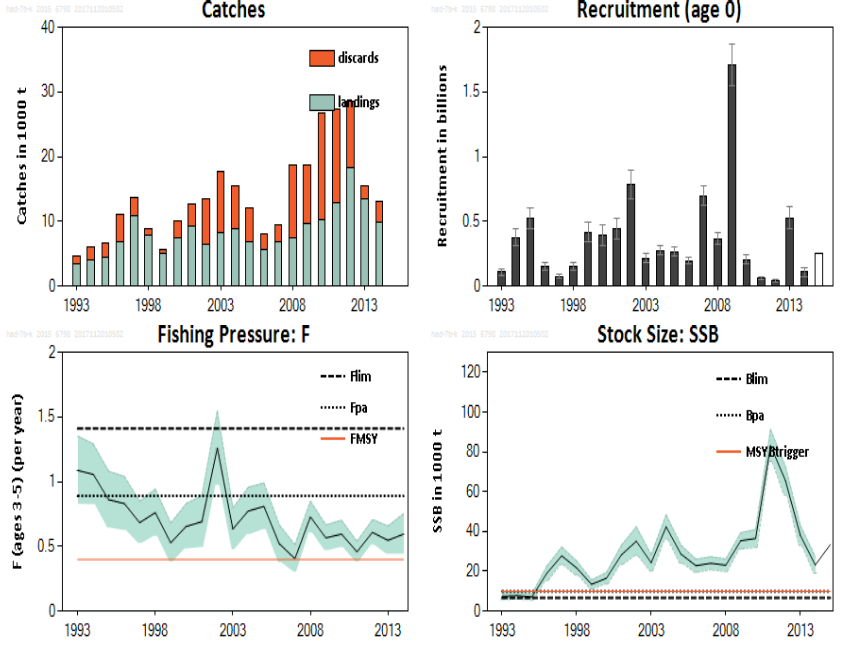 Catches
40
30
20
10
0
Catches in 1000 t
discards
landings
1993 1998 2003 2008 2013
Recruitment (age 0)
2
1.5
1
0.5
0
Recruitment in billions
1993 1998 2003 2008 2013
Fishing Pressure: F
2
1.5
1
0.5
0
F (ages 3-5) (per year)
Flim
Fpa
FMSY
1993 1998 2003 2008 2013
Stock Size: SSB
120
100
80
60
40
20
0
SSB in 1000 t
Blim
Bpa
MSYBtrigger
1993 1998 2003 2008 2013